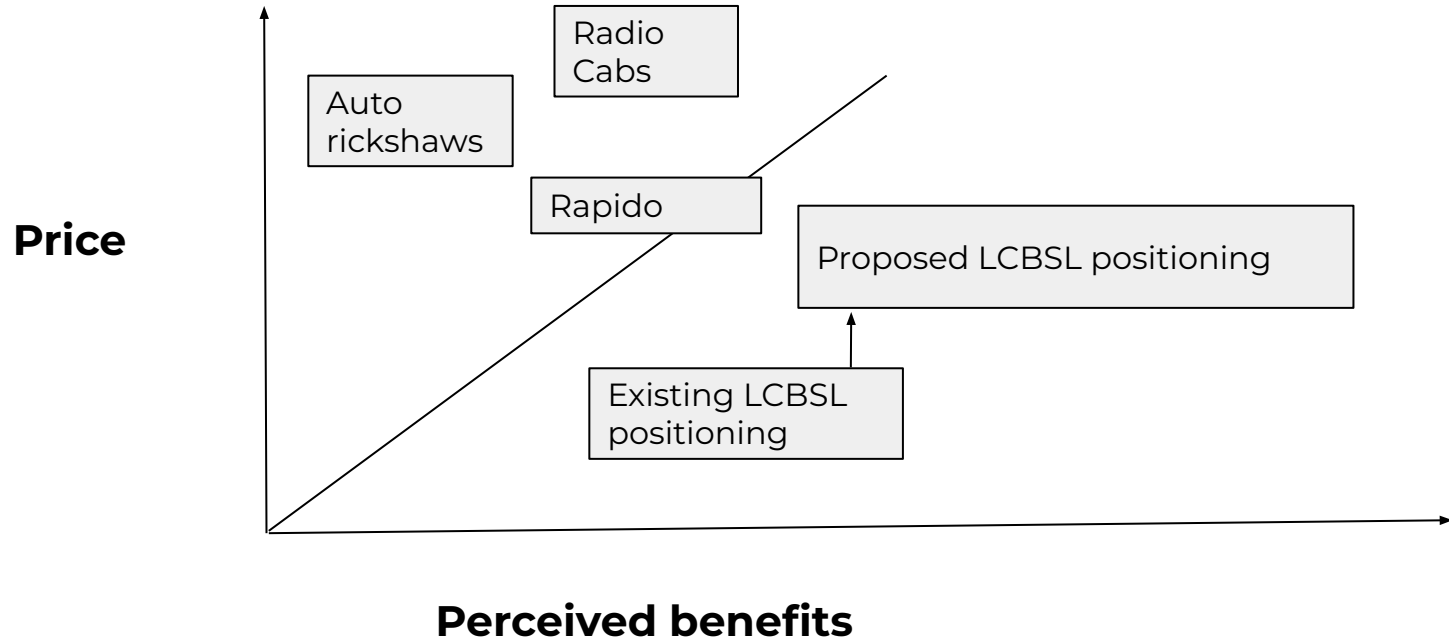 Radio
Cabs
Auto
rickshaws
Rapido
Price
Proposed LCBSL positioning
Existing LCBSL
positioning
Perceived benefits